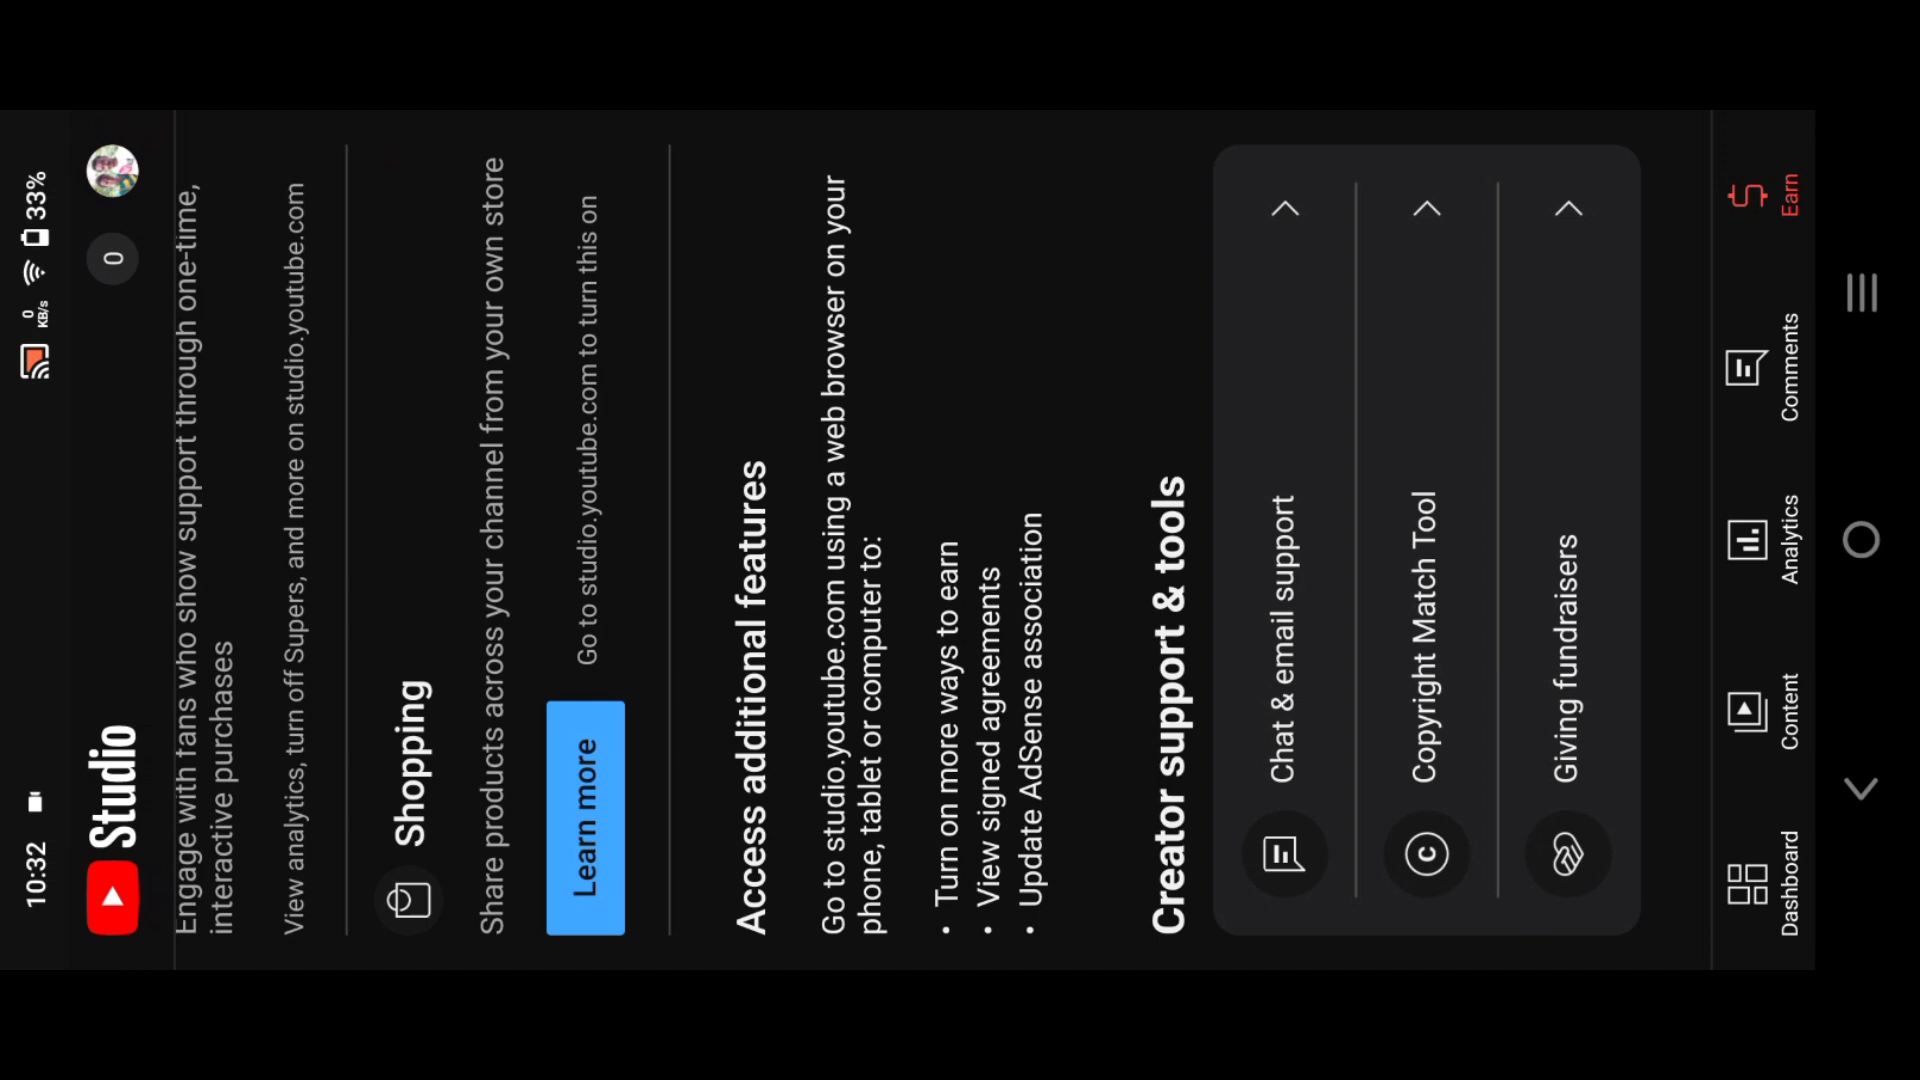 10:32
0
KB/s
33%
Studio
0
Engage with fans who show support through one-time,
interactive purchases
View analytics, turn off Supers, and more on studio.youtube.com
Shopping
Share products across your channel from your own store
Learn more
Go to studio.youtube.com to turn this on
Access additional features
Go to studio.youtube.com using a web browser on your
phone, tablet or computer to:
• Turn on more ways to earn
• View signed agreements
• Update AdSense association
Creator support & tools
Chat & email support
Copyright Match Tool
Giving fundraisers
Dashboard
Content
Analytics
Comments
Earn